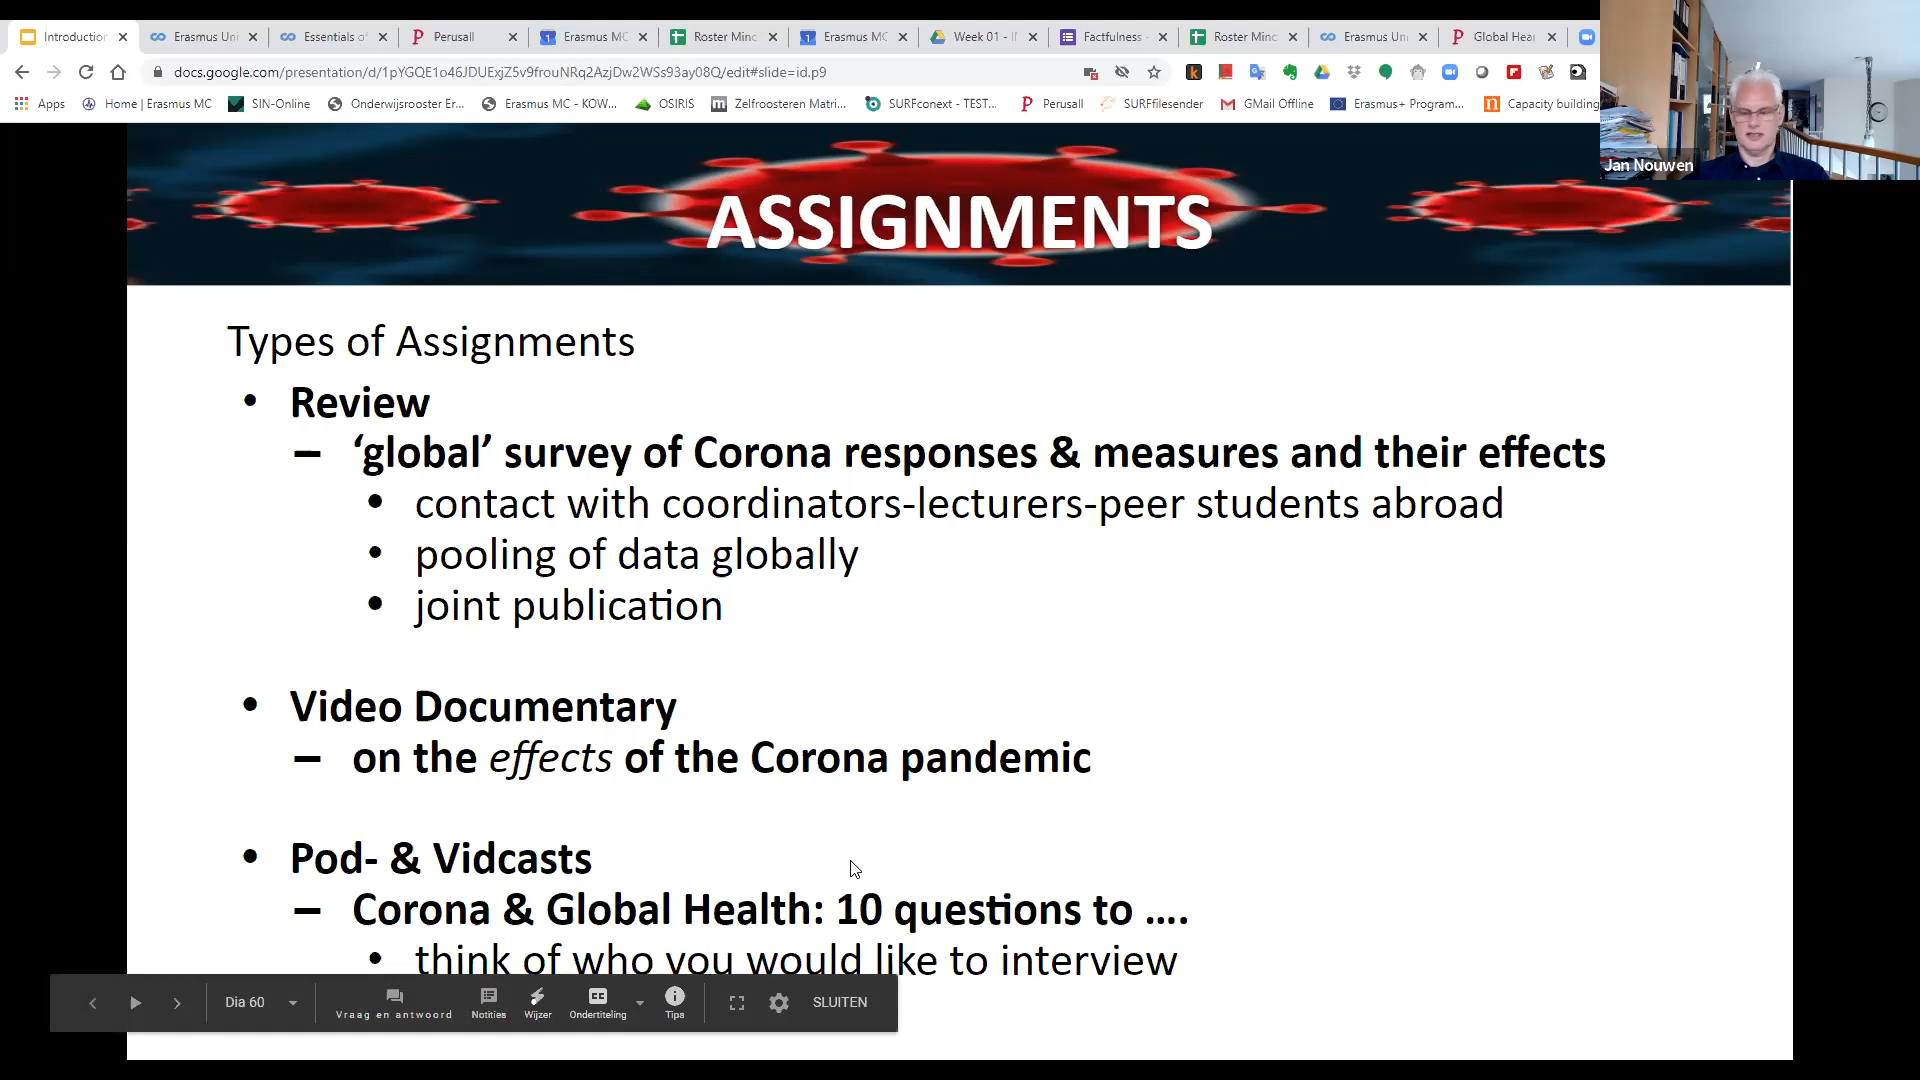 Introduction
Erasmus Uni
Essentials of
Perusall
Erasmus MC
Roster Minc
Erasmus MC
Week 01 - I
Factfulness -
Roster Minc
Erasmus Uni
Global Heal
docs.google.com/presentation/d/1pYGQE1o46JDUExjZ5v9frouNRq2AzjDw2WSs93ay08Q/edit#slide=id.p9
Apps
Home | Erasmus MC
SIN-Online
Onderwijsrooster Er...
Erasmus MC - KOW...
OSIRIS
Zelfroosteren Matri...
SURFconext - TEST...
Perusall
SURFfilesender
GMail Offline
Erasmus+ Program...
Capacity building
Jan Nouwen
ASSIGNMENTS
Types of Assignments
• Review
– ‘global’ survey of Corona responses & measures and their effects
• contact with coordinators-lecturers-peer students abroad
• pooling of data globally
• joint publication
• Video Documentary
– on the effects of the Corona pandemic
• Pod- & Vidcasts
– Corona & Global Health: 10 questions to ....
• think of who you would like to interview
Dia 60
Vraag en antwoord
Notities
Wijzer
Ondertiteling
Tips
SLUITEN